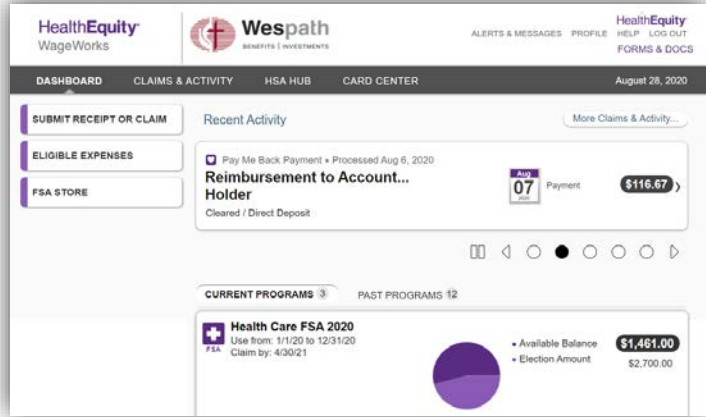 HealthEquity
WageWorks
Wespath
BENEFITS | INVESTMENTS
ALERTS & MESSAGES PROFILE
HealthEquity
HELP LOG OUT
FORMS & DOCS
DASHBOARD CLAIMS & ACTIVITY HSA HUB CARD CENTER August 28, 2020
SUBMIT RECEIPT OR CLAIM
ELIGIBLE EXPENSES
FSA STORE
Recent Activity More Claims & Activity...
Pay Me Back Payment • Processed Aug 6, 2020
Reimbursement to Account...
Holder
Cleared / Direct Deposit
Aug
07
2020
Payment $116.67
CURRENT PROGRAMS 3 PAST PROGRAMS 12
FSA
Health Care FSA 2020
Use from: 1/1/20 to 12/31/20
Claim by: 4/30/21
• Available Balance $1,461.00
• Election Amount $2,700.00